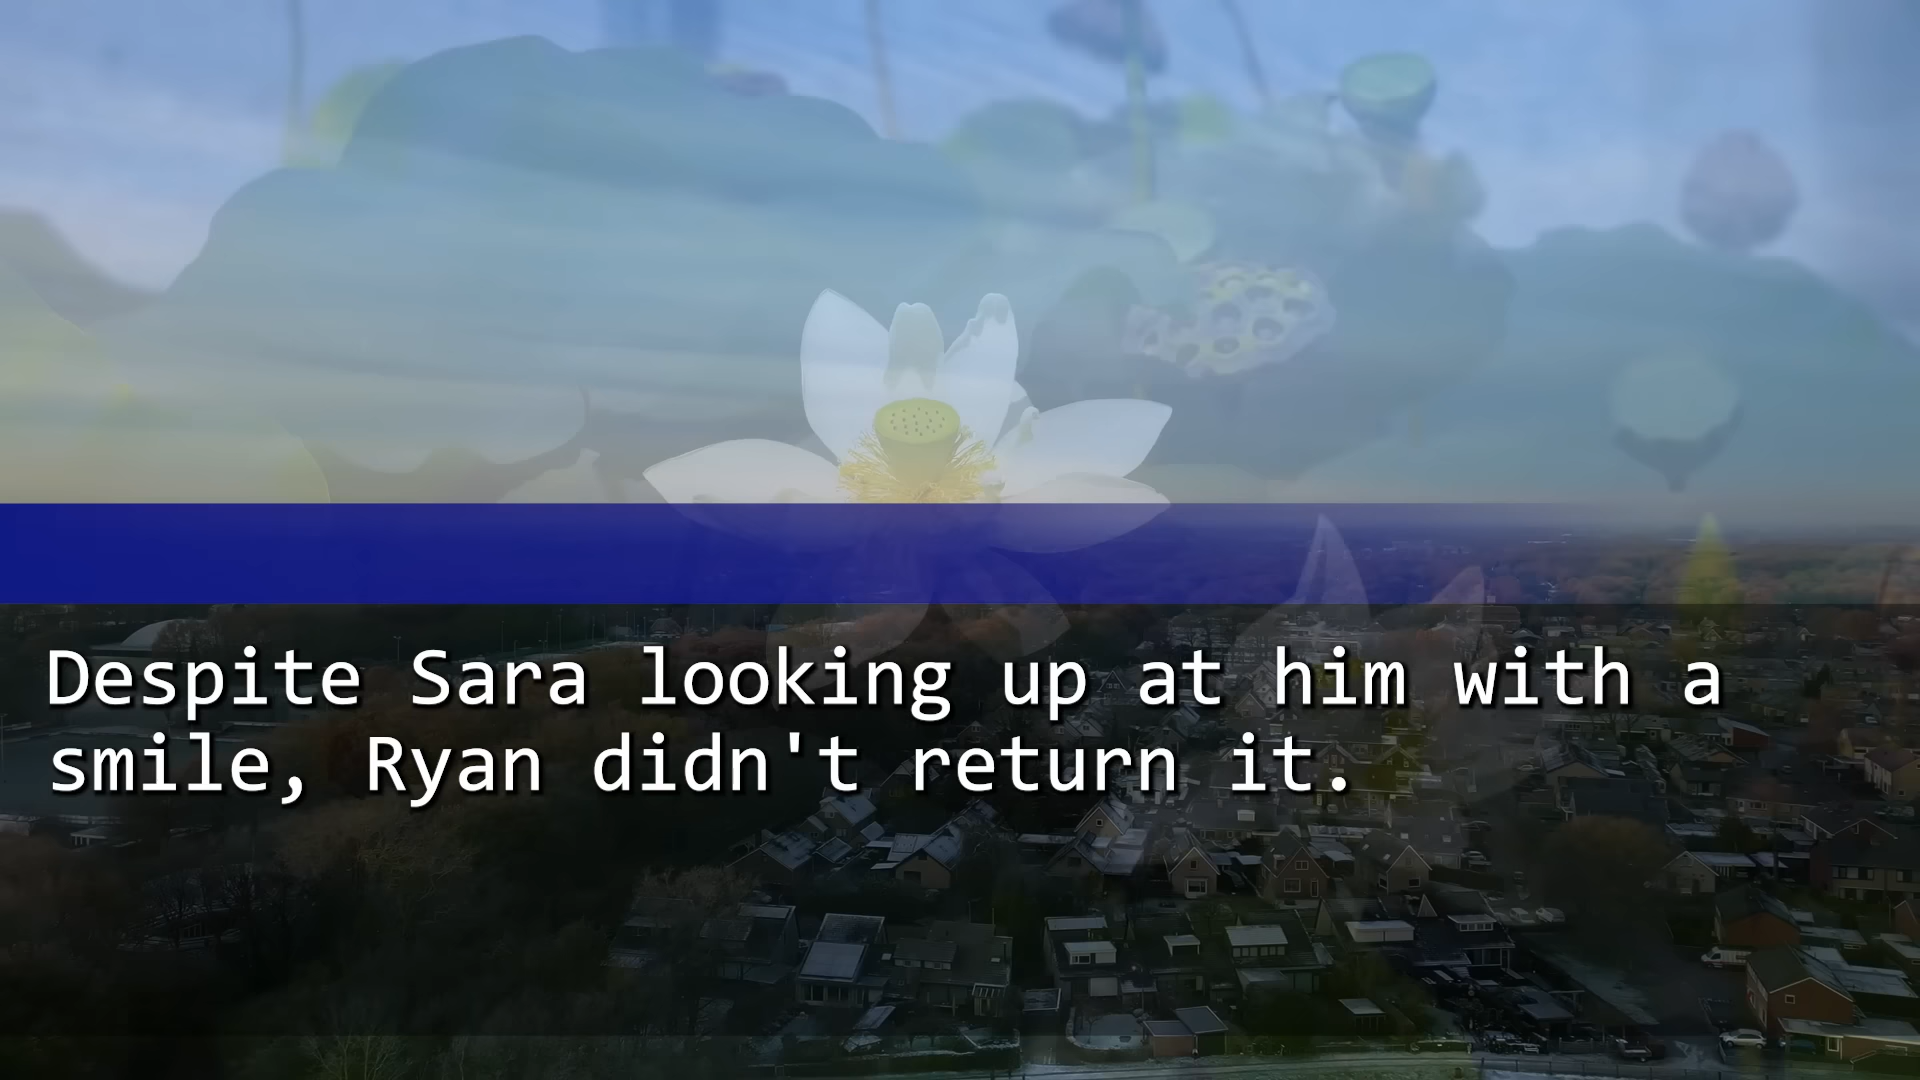 Despite Sara looking up at him with a
smile, Ryan didn't return it.